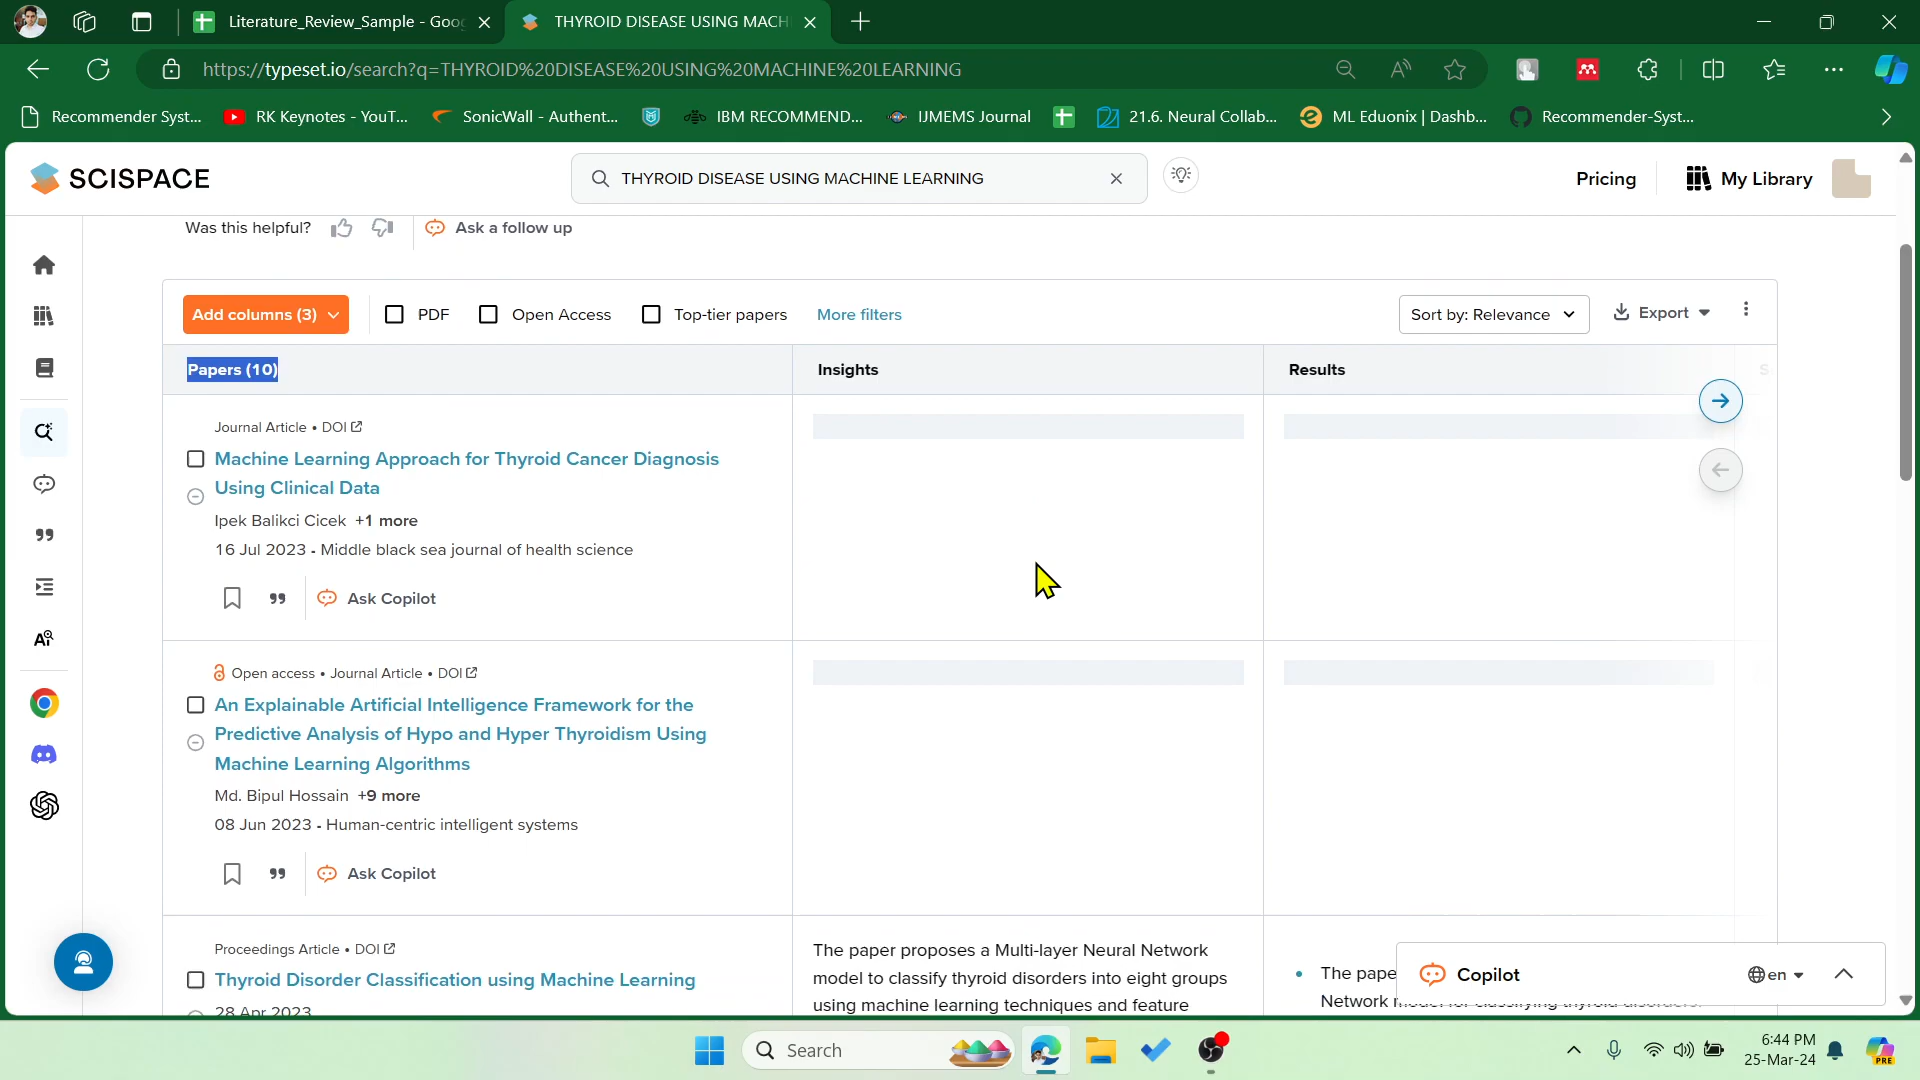 Literature_Review_Sample - Goo
THYROID DISEASE USING MACH
https://typeset.io/search?q=THYROID%20DISEASE%20USING%20MACHINE%20LEARNING
Recommender Syst...
RK Keynotes - YouT...
SonicWall - Authent...
IBM RECOMMEND...
IJMEMS Journal
21.6. Neural Collab...
ML Eduonix | Dashb...
Recommender-Syst...
SCISPACE
THYROID DISEASE USING MACHINE LEARNING
Pricing
My Library
Was this helpful?
Ask a follow up
Add columns (3)
PDF
Open Access
Top-tier papers
More filters
Sort by: Relevance
Export
Papers (10)
Insights
Results
Journal Article • DOI
Machine Learning Approach for Thyroid Cancer Diagnosis
Using Clinical Data
Ipek Balikci Cicek +1 more
16 Jul 2023 - Middle black sea journal of health science
Ask Copilot
Open access • Journal Article • DOI
An Explainable Artificial Intelligence Framework for the
Predictive Analysis of Hypo and Hyper Thyroidism Using
Machine Learning Algorithms
Md. Bipul Hossain +9 more
08 Jun 2023 - Human-centric intelligent systems
Ask Copilot
Proceedings Article • DOI
Thyroid Disorder Classification using Machine Learning
28 Apr 2023
The paper proposes a Multi-layer Neural Network
model to classify thyroid disorders into eight groups
using machine learning techniques and feature
• The pape
Network
Copilot
en
Search
6:44 PM
25-Mar-24
PRE